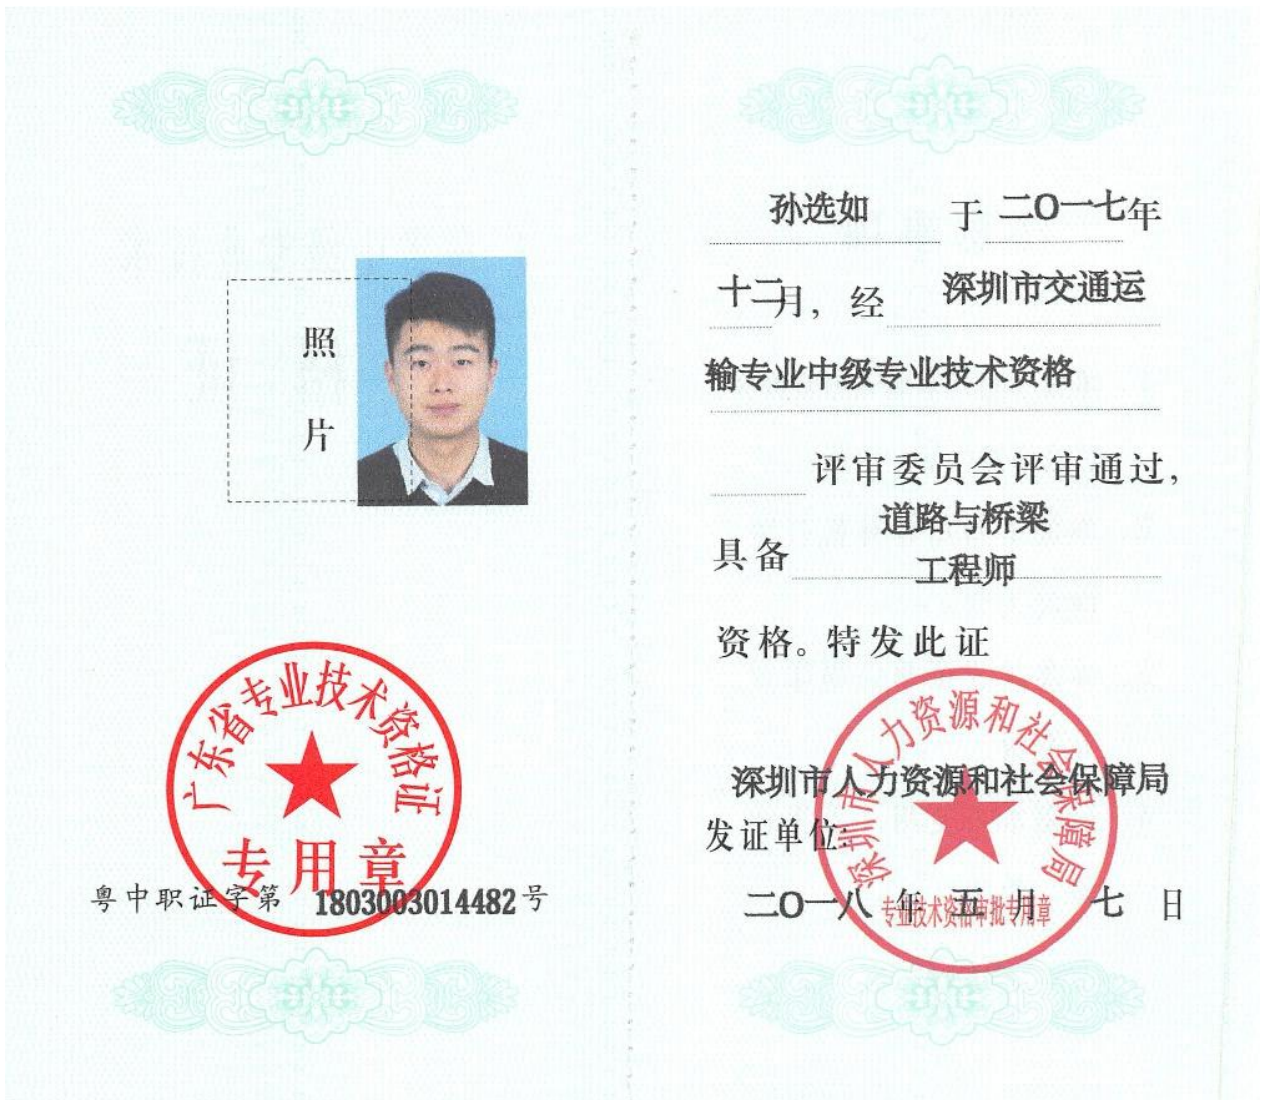 照
片
广东省专业技术资格证
专用章
粤中职证字第 1803003014482 号
孙选如 于 二〇一七年
十二月，经 深圳市交通运
输专业中级专业技术资格
评审委员会评审通过，
道路与桥梁
具备
工程师
资格。特发此证
深圳市人力资源和社会保障局
深圳市人力资源和社会保障局
发证单位：
二〇一八 年 五 月 七 日
专业技术资格审批专用章